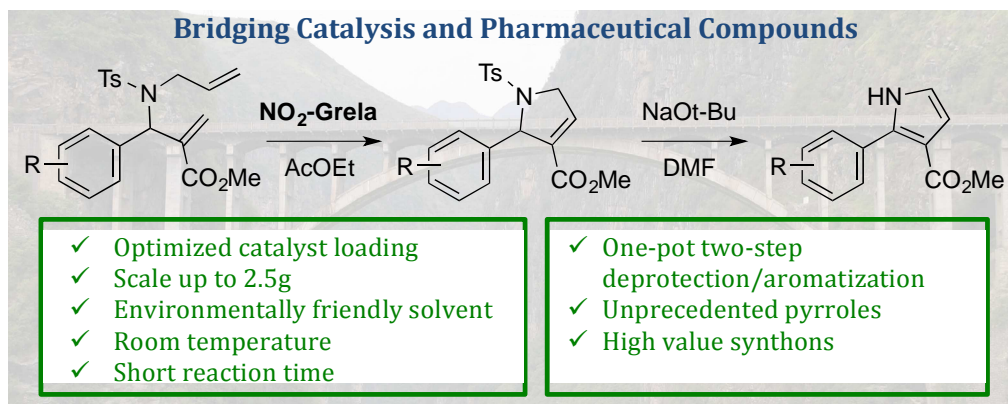 Bridging Catalysis and Pharmaceutical Compounds
Ts
N
R
CO2Me
NO2-Grela
AcOEt
Ts
N
R
CO2Me
NaOt-Bu
DMF
HN
R
CO2Me
✓ Optimized catalyst loading
✓ Scale up to 2.5g
✓ Environmentally friendly solvent
✓ Room temperature
✓ Short reaction time
✓ One-pot two-step
deprotection/aromatization
✓ Unprecedented pyrroles
✓ High value synthons